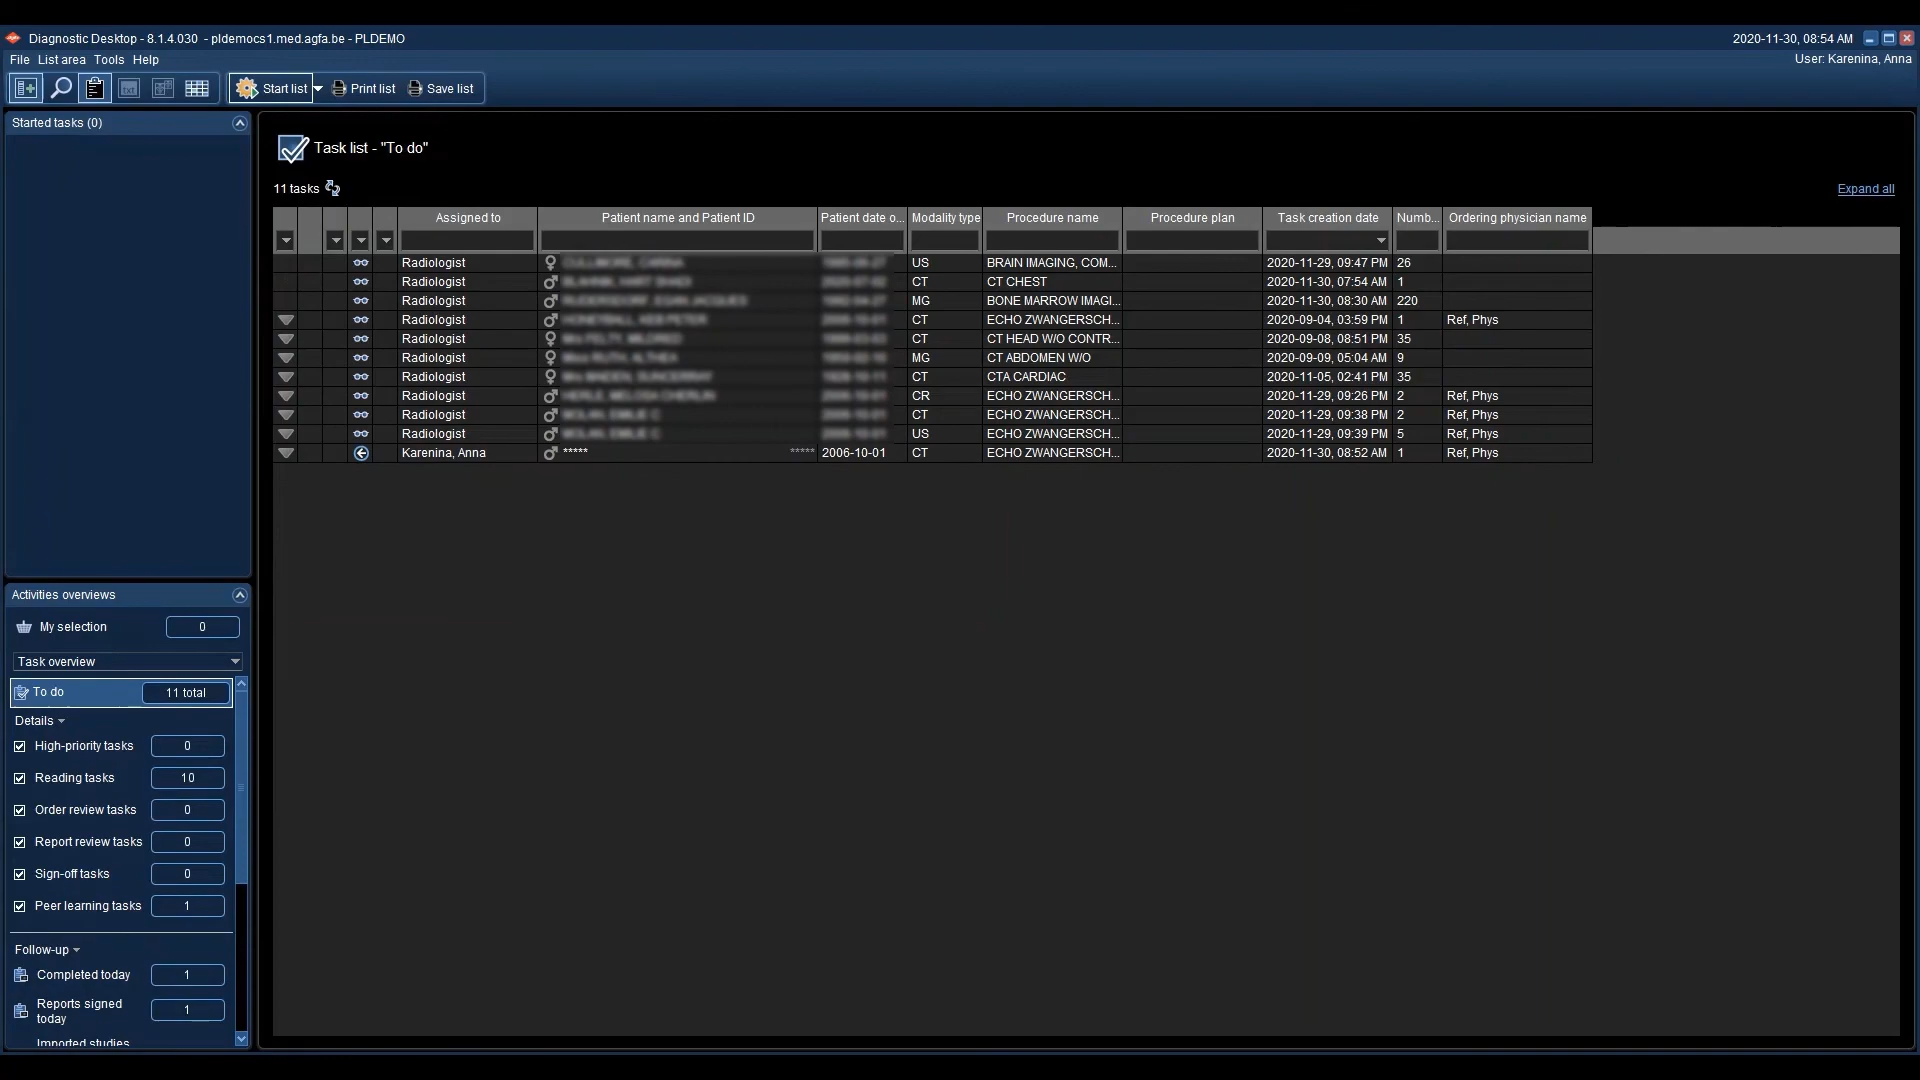 Diagnostic Desktop - 8.1.4.030 - pldemocs1.med.agfa.be - PLDEMO
2020-11-30, 08:54 AM
File List area Tools Help
User: Karenina, Anna
Start list Print list Save list
Started tasks (0)
Task list - "To do"
11 tasks
Expand all
Assigned to Patient name and Patient ID Patient date o... Modality type Procedure name Procedure plan Task creation date Numb... Ordering physician name
Radiologist US BRAIN IMAGING, COM... 2020-11-29, 09:47 PM 26
Radiologist CT CT CHEST 2020-11-30, 07:54 AM 1
Radiologist MG BONE MARROW IMAGI... 2020-11-30, 08:30 AM 220
Radiologist CT ECHO ZWANGERSCH... 2020-09-04, 03:59 PM 1 Ref, Phys
Radiologist CT CT HEAD W/O CONTR... 2020-09-08, 08:51 PM 35
Radiologist MG CT ABDOMEN W/O 2020-09-09, 05:04 AM 9
Radiologist CT CTA CARDIAC 2020-11-05, 02:41 PM 35
Radiologist CR ECHO ZWANGERSCH... 2020-11-29, 09:26 PM 2 Ref, Phys
Radiologist CT ECHO ZWANGERSCH... 2020-11-29, 09:38 PM 2 Ref, Phys
Radiologist US ECHO ZWANGERSCH... 2020-11-29, 09:39 PM 5 Ref, Phys
Karenina, Anna ***** ***** 2006-10-01 CT ECHO ZWANGERSCH... 2020-11-30, 08:52 AM 1 Ref, Phys
Activities overviews
My selection 0
Task overview
To do 11 total
Details
High-priority tasks 0
Reading tasks 10
Order review tasks 0
Report review tasks 0
Sign-off tasks 0
Peer learning tasks 1
Follow-up
Completed today 1
Reports signed
today 1
Imported studies